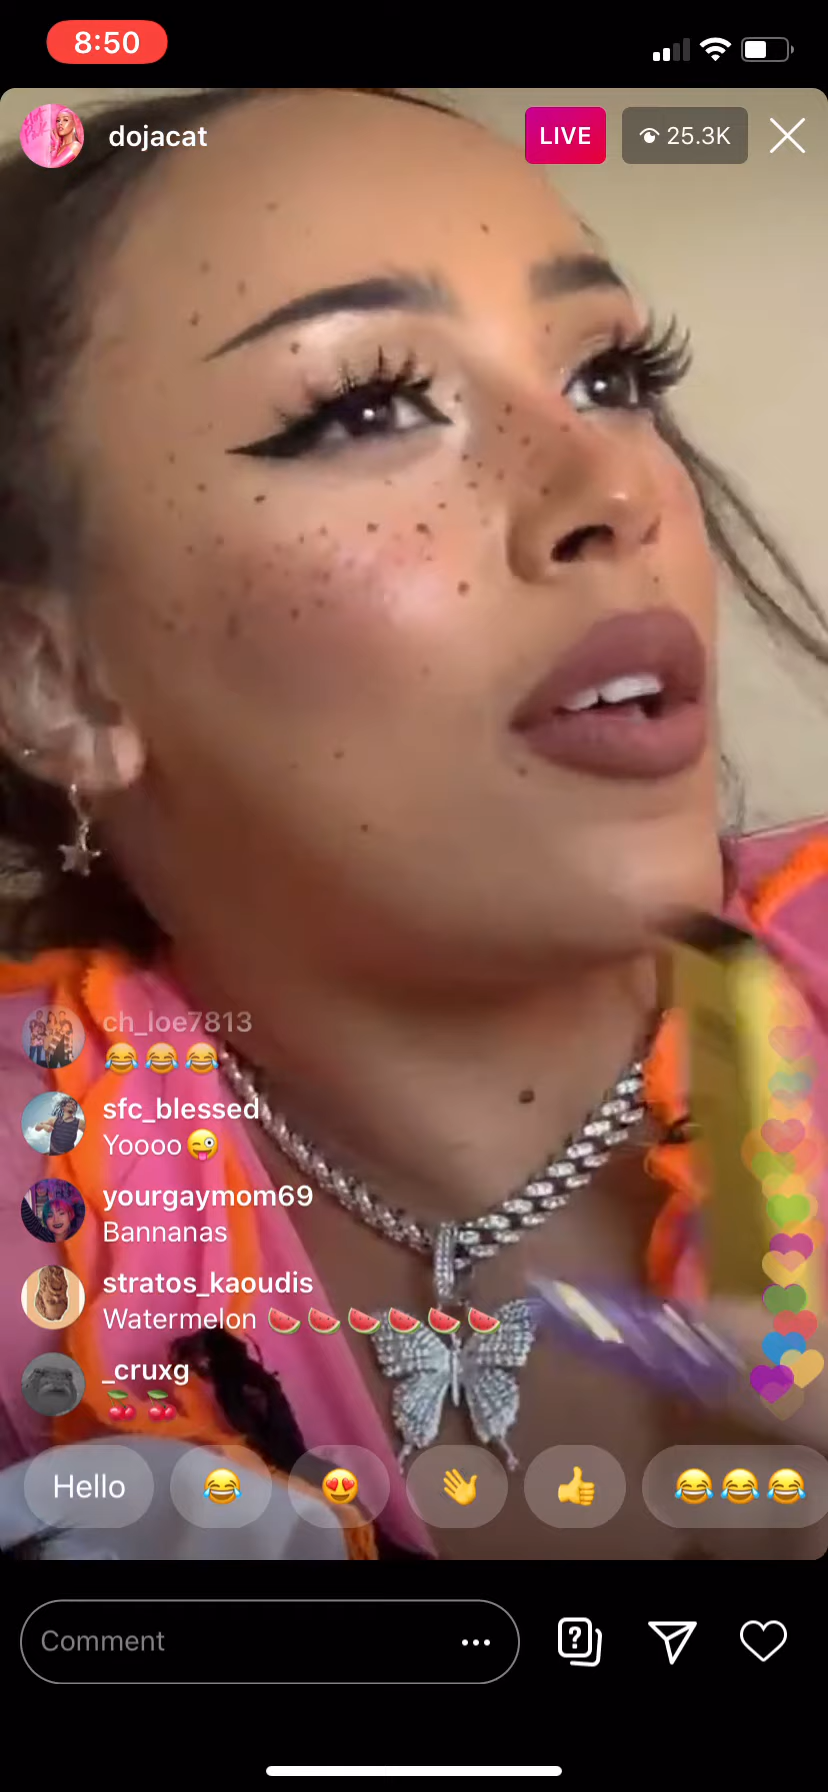 8:50
dojacat
LIVE
25.3K
ch_loe7813
😂😂😂
sfc_blessed
Yoooo😜
yourgaymom69
Bannanas
stratos_kaoudis
Watermelon 🍉🍉🍉🍉🍉🍉
_cruxg
🍒🍒
Hello
😂
😍
👋
👍
😂😂😂
Comment